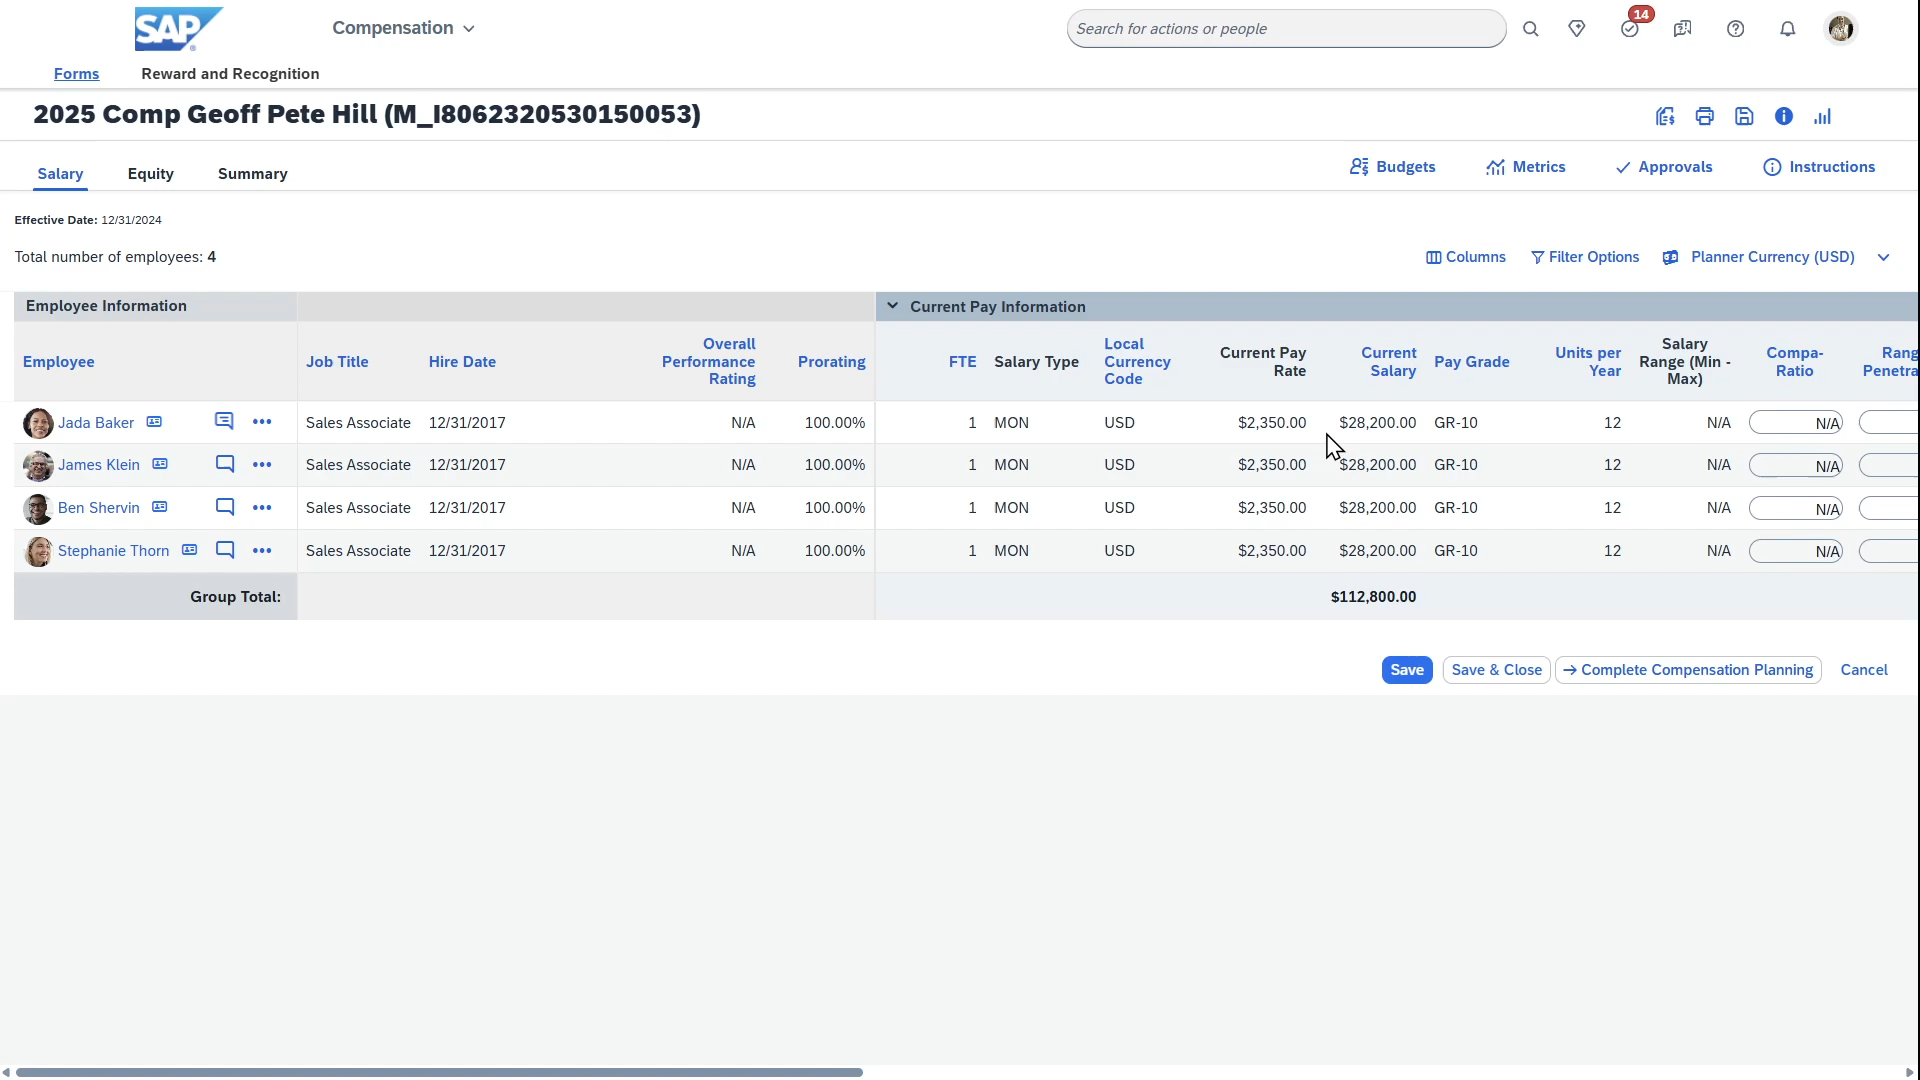 SAP
Compensation
Search for actions or people
14
Forms
Reward and Recognition
2025 Comp Geoff Pete Hill (M_I8062320530150053)
Salary
Equity
Summary
Budgets
Metrics
Approvals
Instructions
Effective Date: 12/31/2024
Total number of employees: 4
Columns
Filter Options
Planner Currency (USD)
Employee Information
Current Pay Information
Employee
Job Title
Hire Date
Overall
Performance
Rating
Prorating
FTE
Salary Type
Local
Currency
Code
Current Pay
Rate
Current
Salary
Pay Grade
Units per
Year
Salary
Range (Min -
Max)
Compa-
Ratio
Rang
Penetra
Jada Baker Sales Associate 12/31/2017 N/A 100.00% 1 MON USD $2,350.00 $28,200.00 GR-10 12 N/A N/A
James Klein Sales Associate 12/31/2017 N/A 100.00% 1 MON USD $2,350.00 $28,200.00 GR-10 12 N/A N/A
Ben Shervin Sales Associate 12/31/2017 N/A 100.00% 1 MON USD $2,350.00 $28,200.00 GR-10 12 N/A N/A
Stephanie Thorn Sales Associate 12/31/2017 N/A 100.00% 1 MON USD $2,350.00 $28,200.00 GR-10 12 N/A N/A
Group Total: $112,800.00
Save
Save & Close
Complete Compensation Planning
Cancel